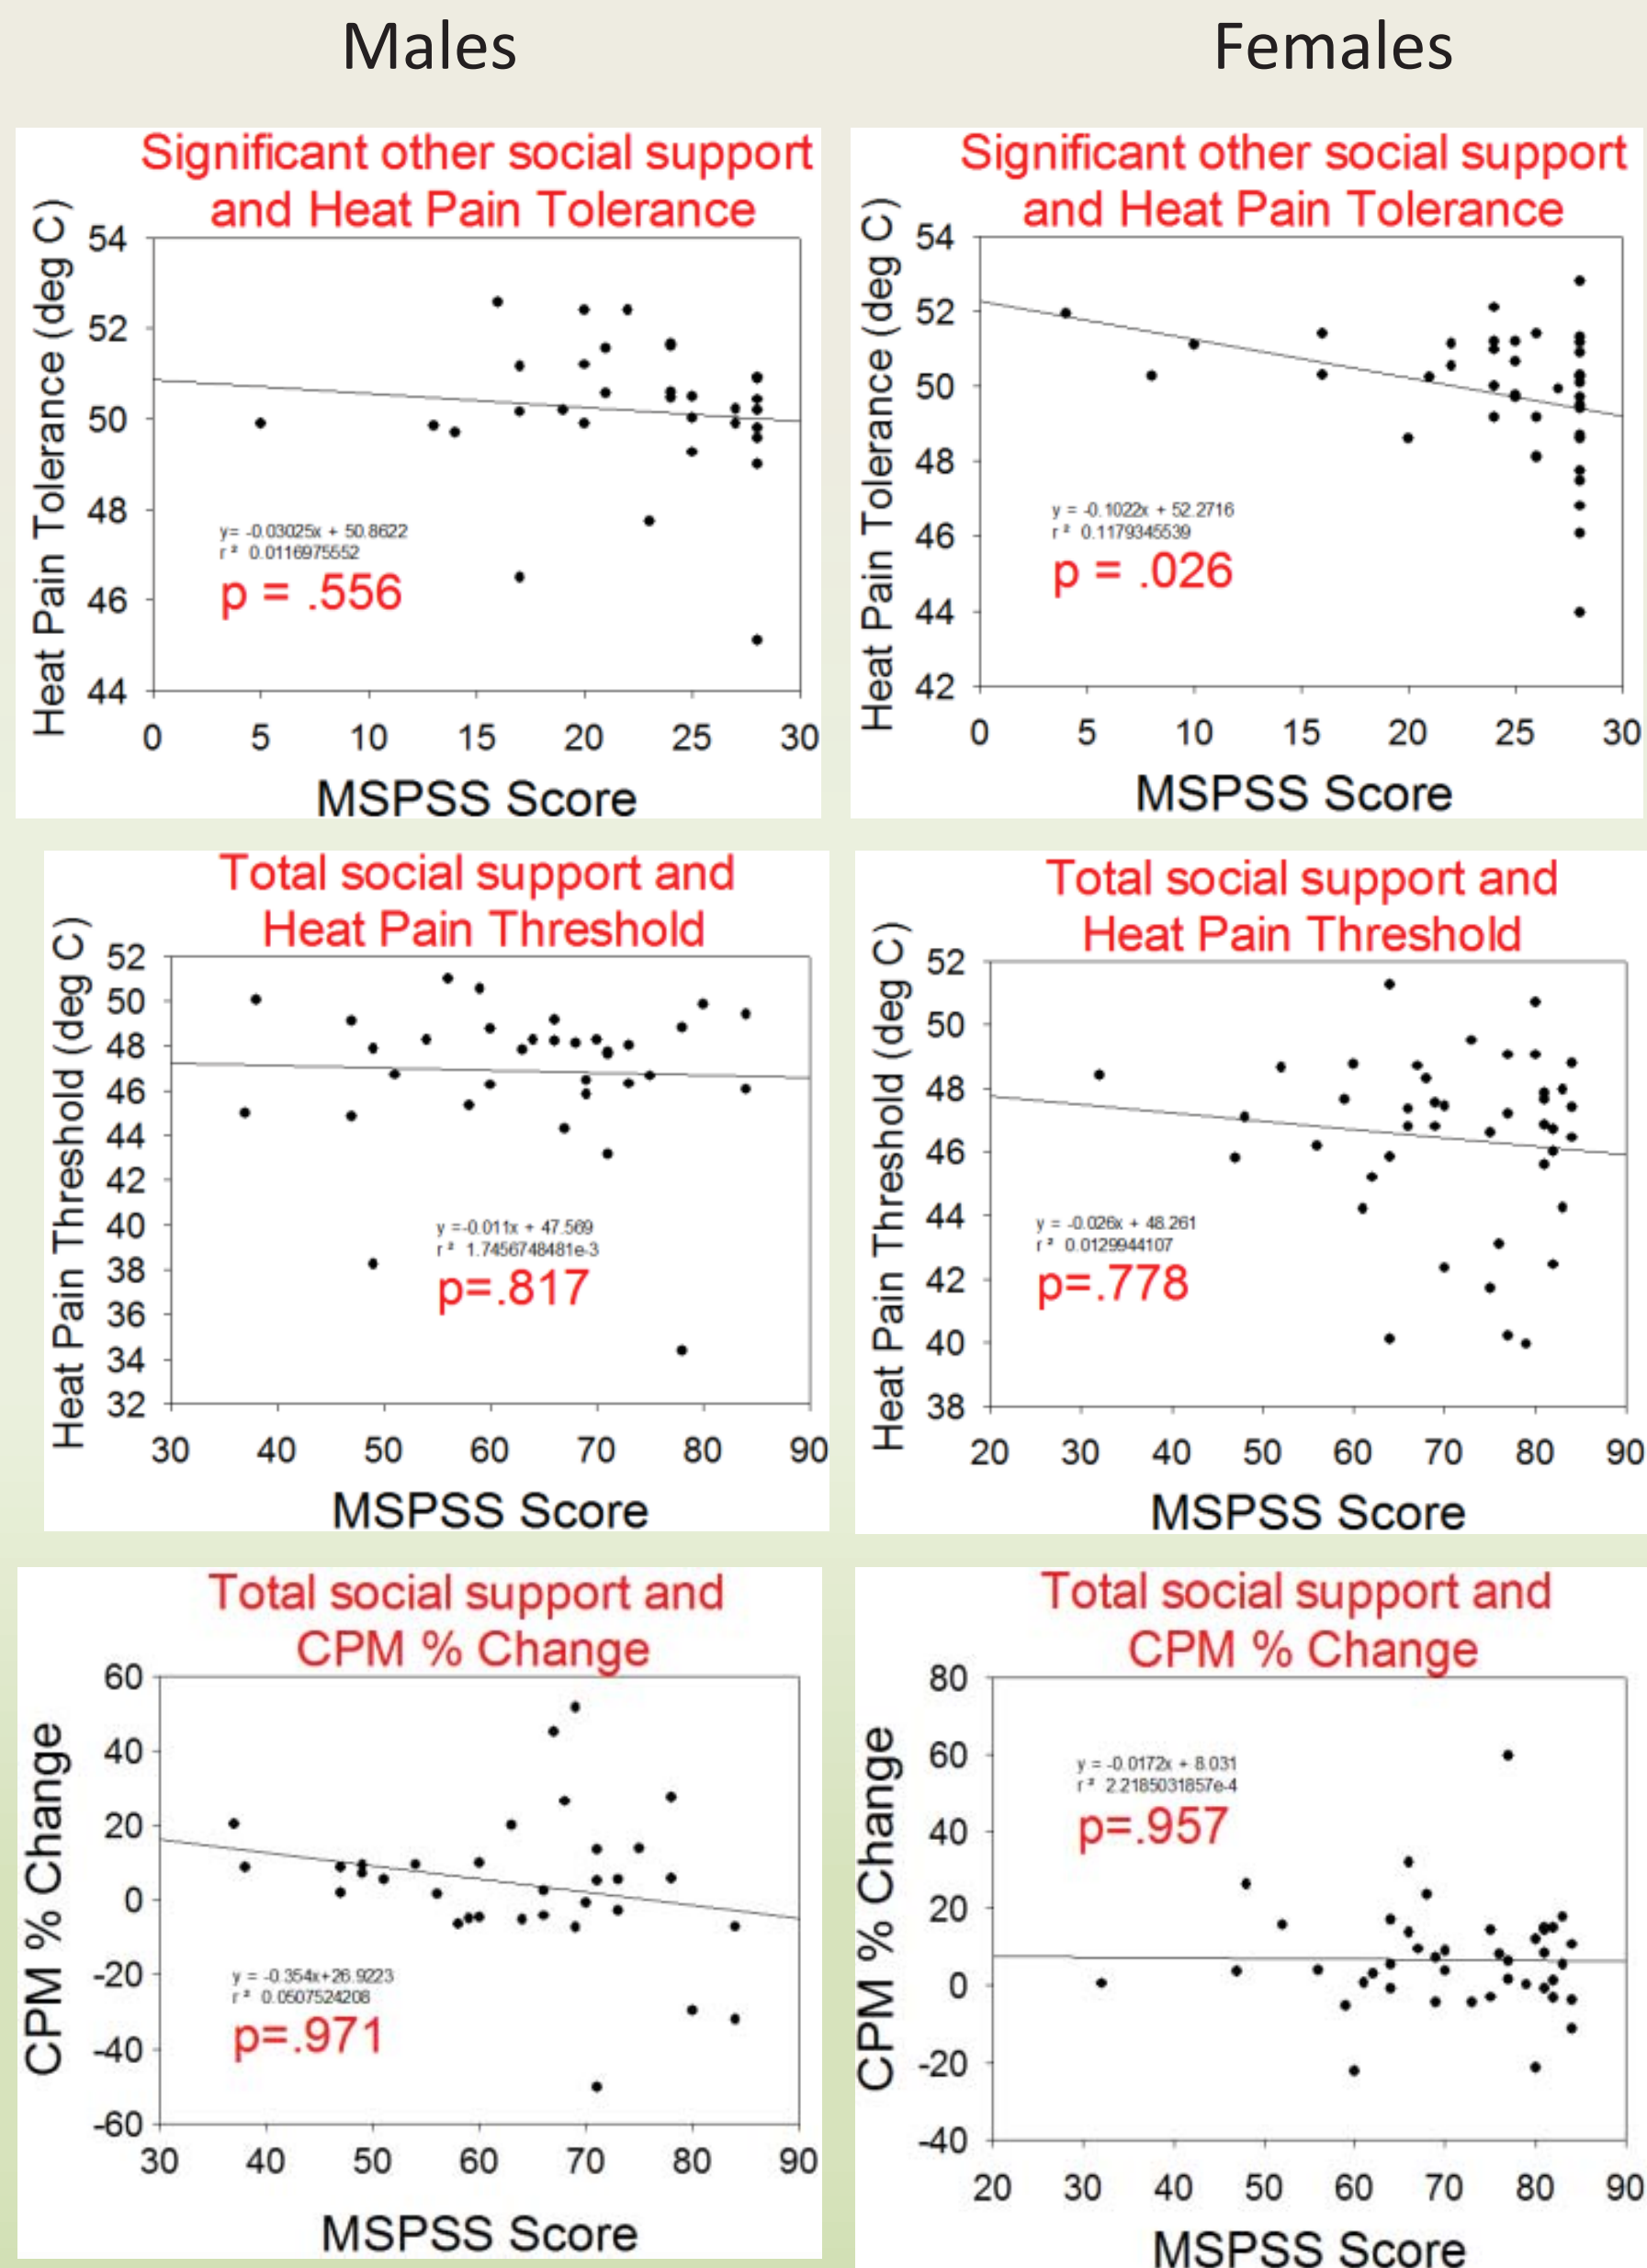 Males
Females
Significant other social support
and Heat Pain Tolerance
Heat Pain Tolerance (deg C)
54
52
50
48
46
44
y= -0.03025x + 50.8622
r² 0.0116975552
p = .556
0 5 10 15 20 25 30
MSPSS Score
Significant other social support
and Heat Pain Tolerance
Heat Pain Tolerance (deg C)
54
52
50
48
46
44
42
y = -0.1022x + 52.2716
r² 0.1179345539
p = .026
0 5 10 15 20 25 30
MSPSS Score
Total social support and
Heat Pain Threshold
Heat Pain Threshold (deg C)
52
50
48
46
44
42
40
38
36
34
32
y =-0.011x + 47.569
r² 1.7456748481e-3
p=.817
30 40 50 60 70 80 90
MSPSS Score
Total social support and
Heat Pain Threshold
Heat Pain Threshold (deg C)
52
50
48
46
44
42
40
38
y = -0.026x + 48.261
r² 0.0129944107
p=.778
20 30 40 50 60 70 80 90
MSPSS Score
Total social support and
CPM % Change
CPM % Change
60
40
20
0
-20
-40
-60
y = -0.354x+26.9223
r² 0.0507524208
p=.971
30 40 50 60 70 80 90
MSPSS Score
Total social support and
CPM % Change
CPM % Change
80
60
40
20
0
-20
-40
y = -0.0172x + 8.031
r² 2.2185031857e-4
p=.957
20 30 40 50 60 70 80 90
MSPSS Score